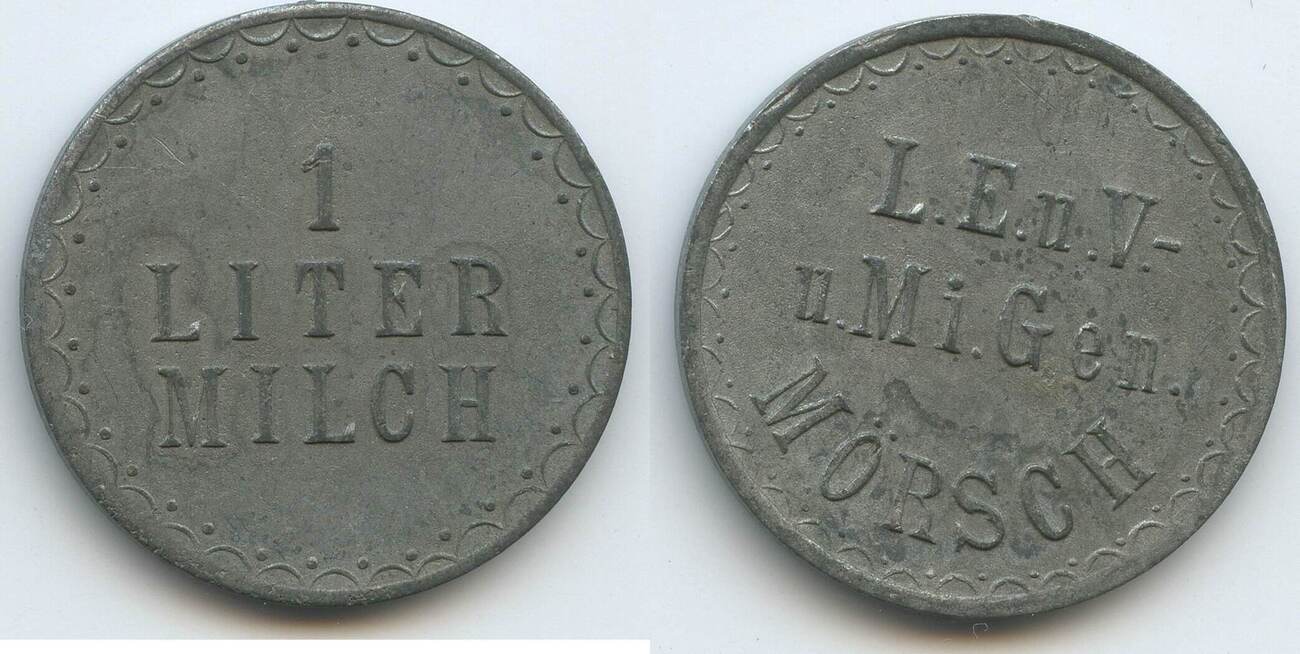 1
LITER
MILCH
L.E.u.V.-
u.Mi.Gen.
MÖRSCH